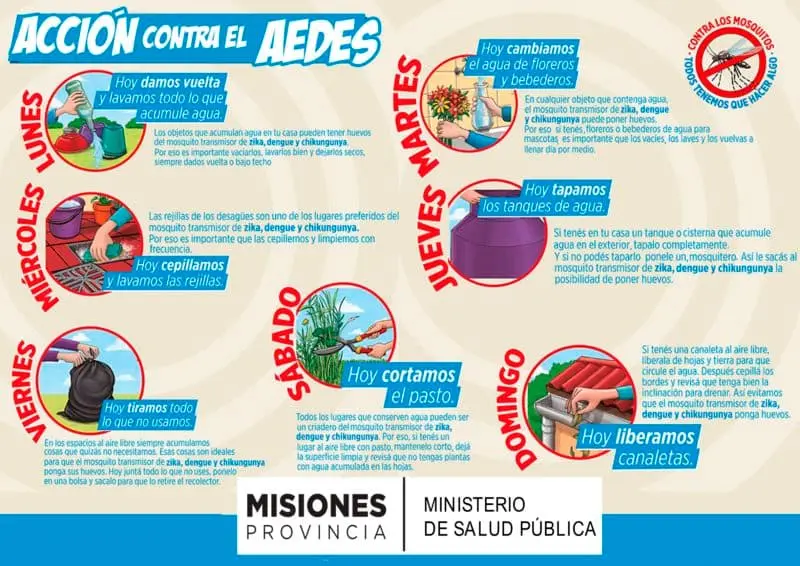 ACCIÓN CONTRA EL AEDES
CONTRA LOS MOSQUITOS
TODOS TENEMOS QUE HACER ALGO
LUNES
Hoy damos vuelta
y lavamos todo lo que
acumule agua.
Los objetos que acumulan agua en tu casa pueden tener huevos
del mosquito transmisor de zika, dengue y chikungunya.
Por eso es importante vaciarlos, lavarlos bien y dejarlos secos,
siempre dados vuelta o bajo techo
MARTES
Hoy cambiamos
el agua de floreros
y bebederos.
En cualquier objeto que contenga agua,
el mosquito transmisor de zika, dengue
y chikungunya puede poner huevos.
Por eso si tenés, floreros o bebederos de agua para
mascotas es importante que los vacíes, los laves y los vuelvas a
llenar día por medio.
MIÉRCOLES
Las rejillas de los desagües son uno de los lugares preferidos del
mosquito transmisor de zika, dengue y chikungunya.
Por eso es importante que las cepillemos y limpiemos con
frecuencia.
Hoy cepillamos
y lavamos las rejillas.
JUEVES
Hoy tapamos
los tanques de agua.
Si tenés en tu casa un tanque o cisterna que acumule
agua en el exterior, tapalo completamente.
Y si no podés taparlo ponele un mosquitero. Así le sacás al
mosquito transmisor de zika, dengue y chikungunya la
posibilidad de poner huevos.
VIERNES
Hoy tiramos todo
lo que no usamos.
En los espacios al aire libre siempre acumulamos
cosas que quizás no necesitamos. Esas cosas son ideales
para que el mosquito transmisor de zika, dengue y chikungunya
ponga sus huevos. Hoy juntá todo lo que no uses, ponelo
en una bolsa y sacalo para que lo retire el recolector.
SÁBADO
Hoy cortamos
el pasto.
Todos los lugares que conserven agua pueden ser
un criadero del mosquito transmisor de zika,
dengue y chikungunya. Por eso, si tenés un
lugar al aire libre con pasto, mantenelo corto, dejá
la superficie limpia y revisá que no tengas plantas
con agua acumulada en las hojas.
DOMINGO
Si tenés una canaleta al aire libre,
liberala de hojas y tierra para que
circule el agua. Después cepillá los
bordes y revisá que tenga bien la
inclinación para drenar. Así evitamos
que el mosquito transmisor de zika,
dengue y chikungunya ponga huevos.
Hoy liberamos
canaletas.
MISIONES
PROVINCIA
MINISTERIO
DE SALUD PÚBLICA